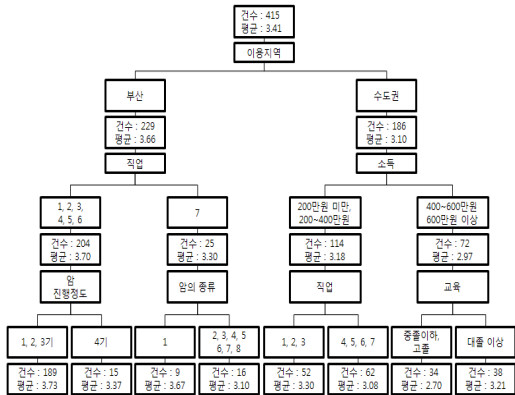 건수 : 415
평균 : 3.41
이용지역
부산
수도권
건수 : 229
평균 : 3.66
건수 : 186
평균 : 3.10
직업
소득
1, 2, 3,
4, 5, 6
7
200만원 미만,
200~400만원
400~600만원
600만원 이상
건수 : 204
평균 : 3.70
건수 : 25
평균 : 3.30
건수 : 114
평균 : 3.18
건수 : 72
평균 : 2.97
암
진행정도
암의 종류
직업
교육
1, 2, 3기
4기
1
2, 3, 4, 5
6, 7, 8
1, 2, 3
4, 5, 6, 7
중졸이하,
고졸
대졸 이상
건수 : 189
평균 : 3.73
건수 : 15
평균 : 3.37
건수 : 9
평균 : 3.67
건수 : 16
평균 : 3.10
건수 : 52
평균 : 3.30
건수 : 62
평균 : 3.08
건수 : 34
평균 : 2.70
건수 : 38
평균 : 3.21